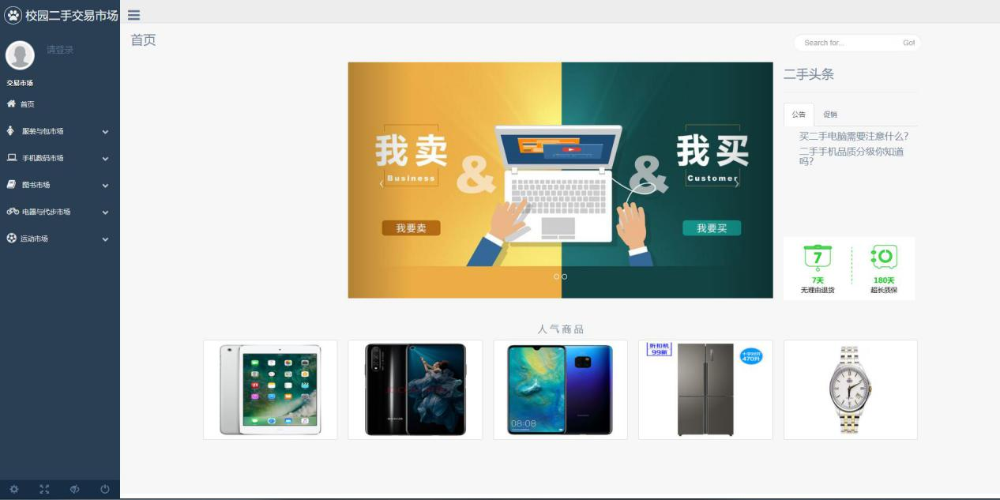 校园二手交易市场
请登录
交易市场
首页
服装与包市场
手机数码市场
图书市场
电器与代步市场
运动市场
首页
Search for...
Go!
我卖
&
Business
我要卖
&
我买
Customer
我要买
二手头条
公告
促销
买二手电脑需要注意什么?
二手手机品质分级你知道
吗?
7
7天
无理由退货
180天
超长质保
人气商品
08:08
折扣机
99新
十字对开
470升